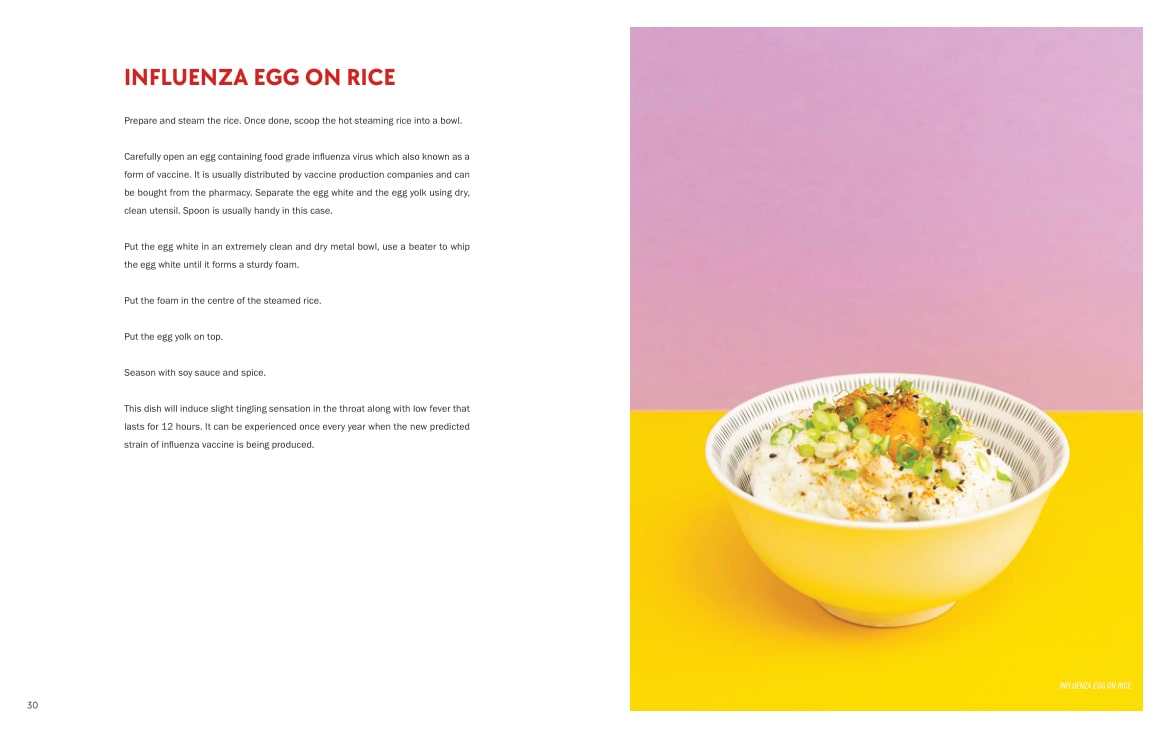 INFLUENZA EGG ON RICE
Prepare and steam the rice. Once done, scoop the hot steaming rice into a bowl.
Carefully open an egg containing food grade influenza virus which also known as a
form of vaccine. It is usually distributed by vaccine production companies and can
be bought from the pharmacy. Separate the egg white and the egg yolk using dry,
clean utensil. Spoon is usually handy in this case.
Put the egg white in an extremely clean and dry metal bowl, use a beater to whip
the egg white until it forms a sturdy foam.
Put the foam in the centre of the steamed rice.
Put the egg yolk on top.
Season with soy sauce and spice.
This dish will induce slight tingling sensation in the throat along with low fever that
lasts for 12 hours. It can be experienced once every year when the new predicted
strain of influenza vaccine is being produced.
30
INFLUENZA EGG ON RICE